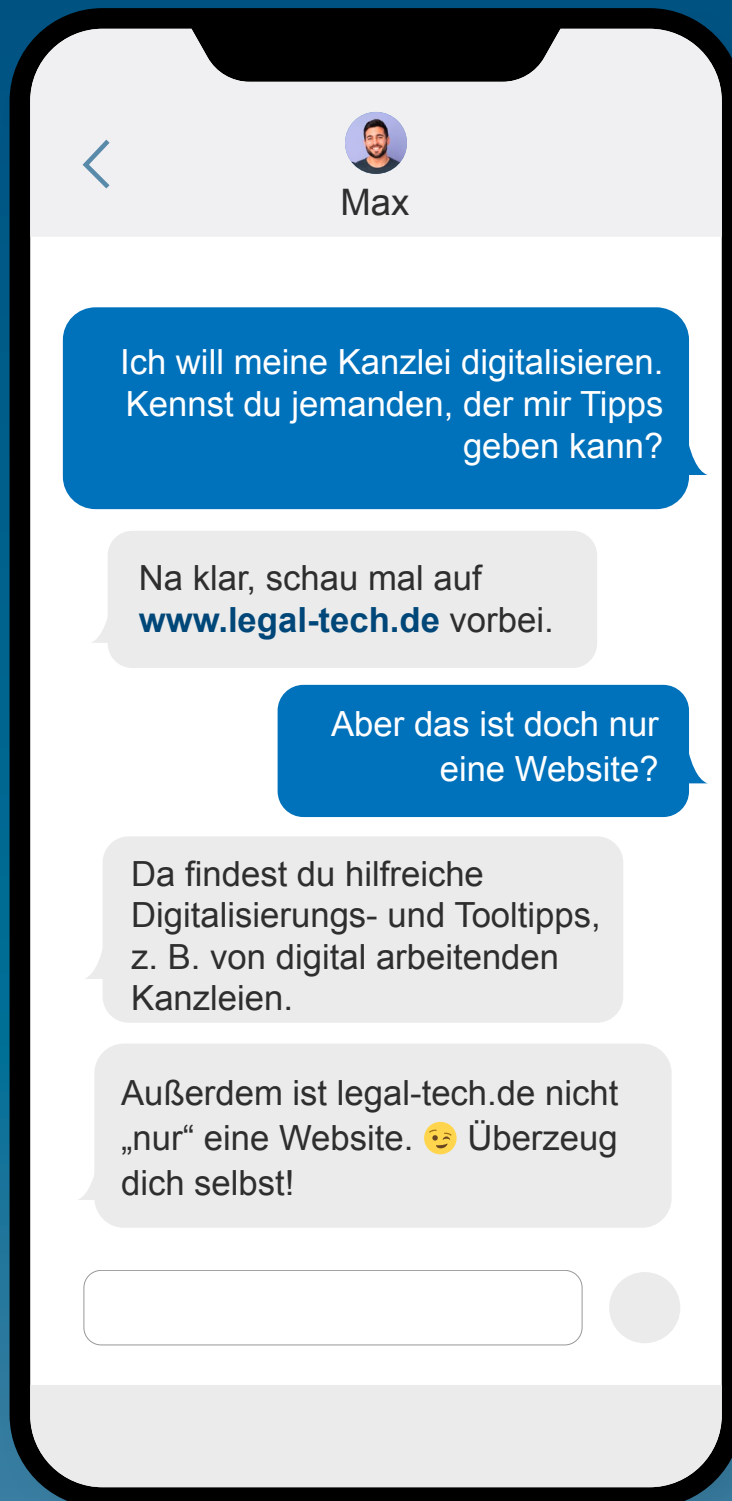 Max
Ich will meine Kanzlei digitalisieren.
Kennst du jemanden, der mir Tipps
geben kann?
Na klar, schau mal auf
www.legal-tech.de vorbei.
Aber das ist doch nur
eine Website?
Da findest du hilfreiche
Digitalisierungs- und Tooltipps,
z. B. von digital arbeitenden
Kanzleien.
Außerdem ist legal-tech.de nicht
„nur“ eine Website. 😉 Überzeug
dich selbst!